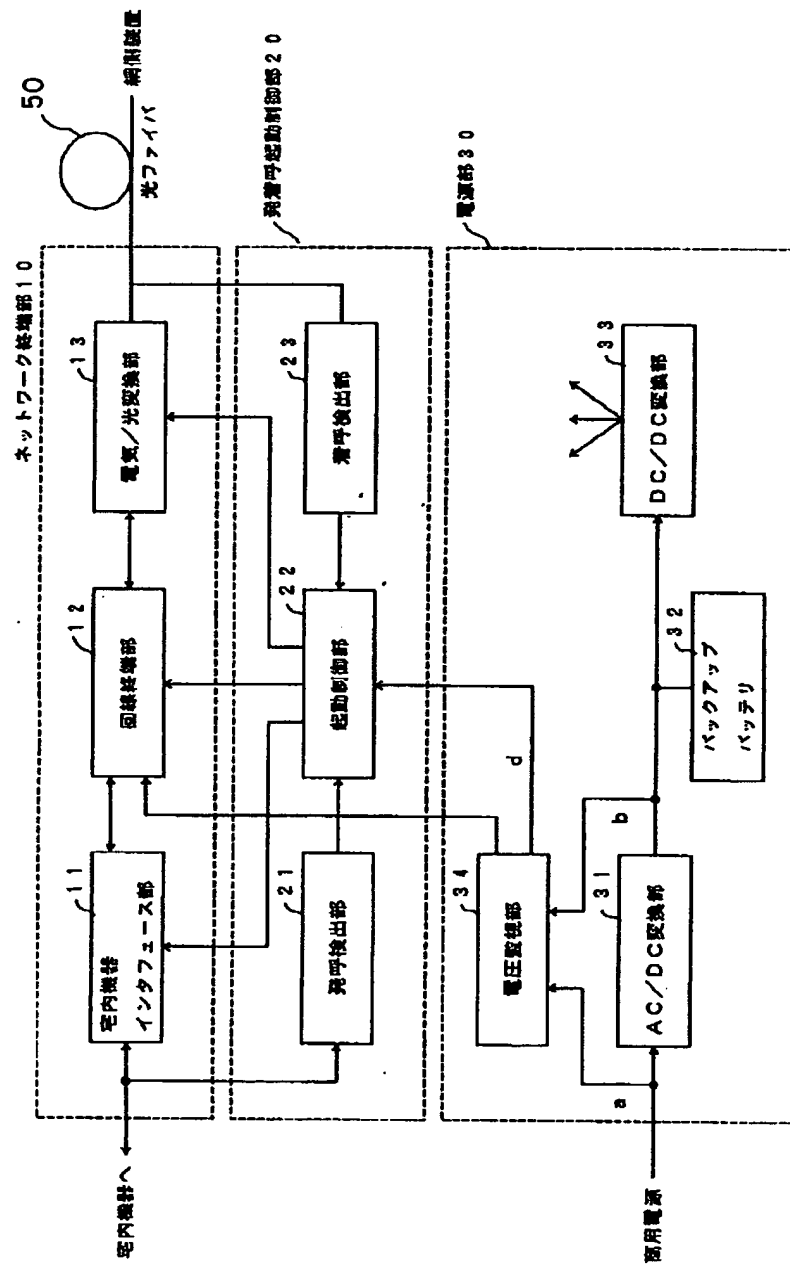 ネットワーク終端部10
宅内機器へ
11
宅内機器
インタフェース部
12
回線終端部
13
電気/光変換部
50
光ファイバ
網側装置
発着呼起動制御部20
21
発呼検出部
22
起動制御部
23
着呼検出部
電源部30
34
電圧監視部
d
a
b
商用電源
31
AC/DC変換部
32
バックアップ
バッテリ
33
DC/DC変換部